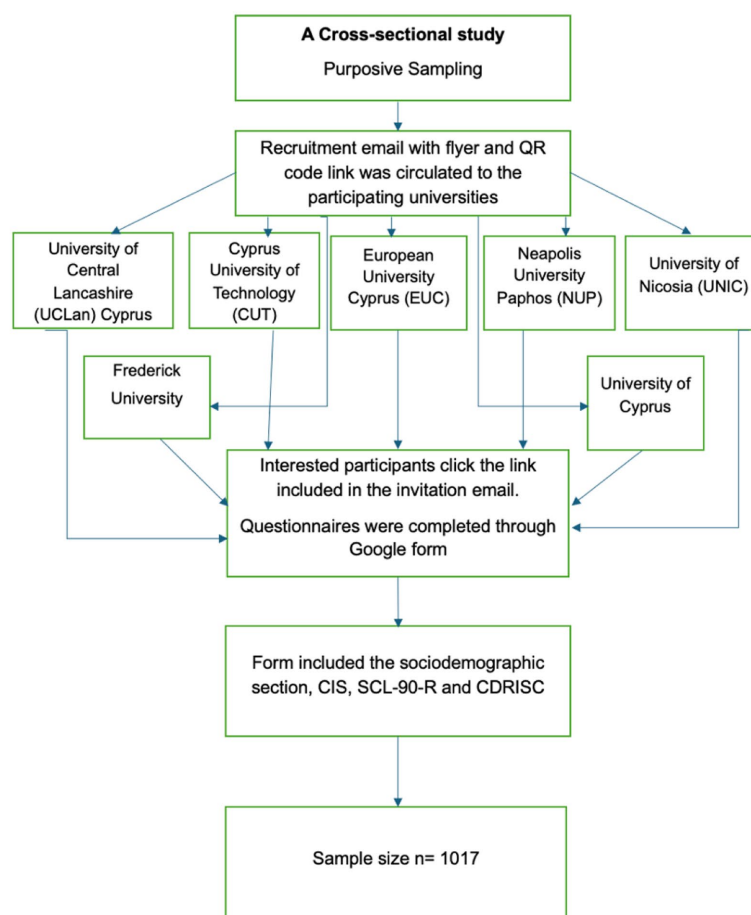 A Cross-sectional study
Purposive Sampling
Recruitment email with flyer and QR
code link was circulated to the
participating universities
University of
Central
Lancashire
(UCLan) Cyprus
Cyprus
University of
Technology
(CUT)
European
University
Cyprus (EUC)
Neapolis
University
Paphos (NUP)
University
of Nicosia (UNIC)
Frederick
University
University of
Cyprus
Interested participants click the link
included in the invitation email.
Questionnaires were completed through
Google form
Form included the sociodemographic
section, CIS, SCL-90-R and CDRISC
Sample size n= 1017